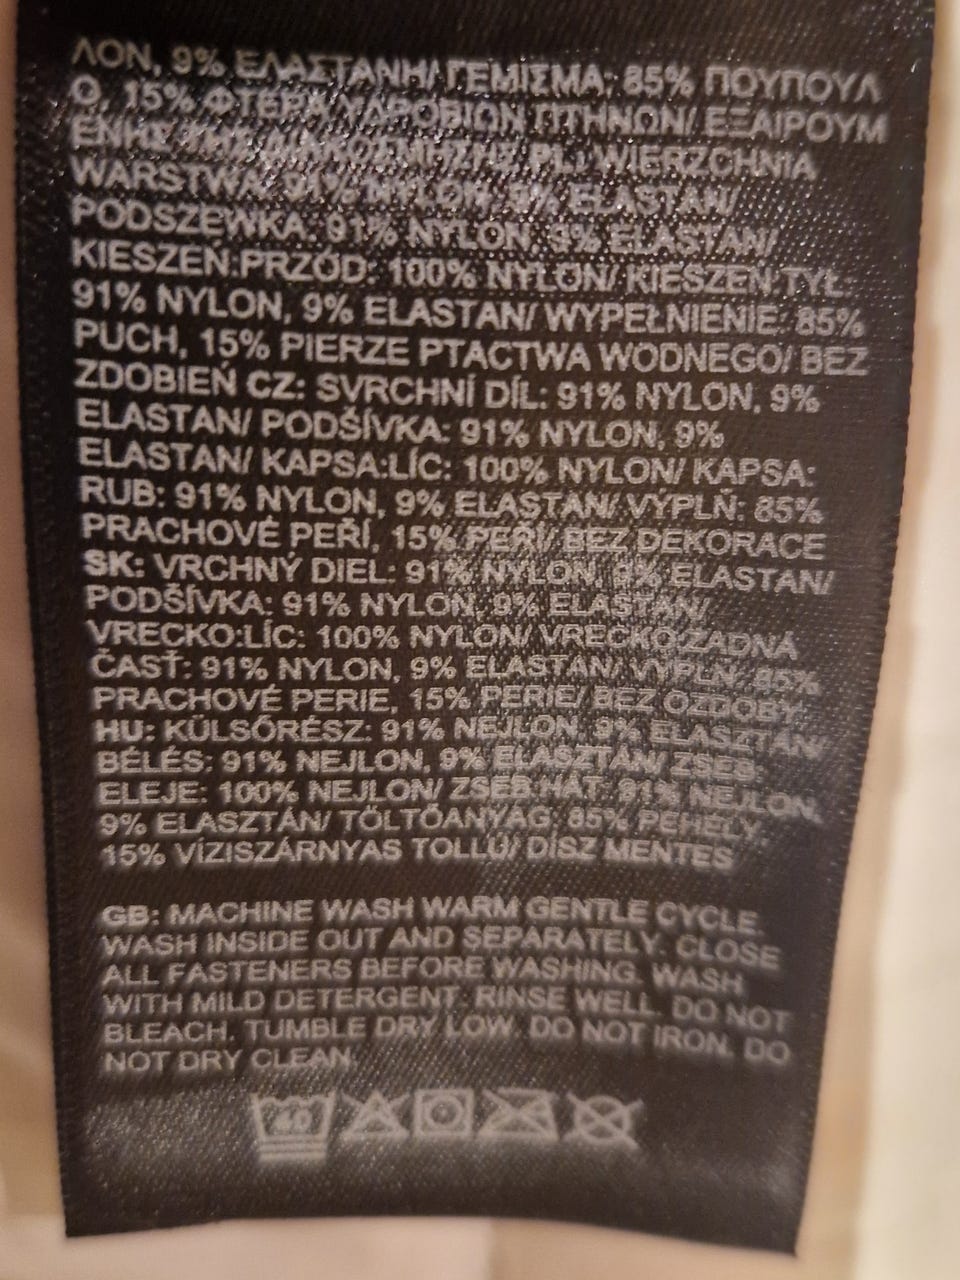 ΛΟΝ, 9% ΕΛΑΣΤΑΝΗ/ ΓΕΜΙΣΜΑ: 85% ΠΟΥΠΟΥΛ
Ο, 15% ΦΤΕΡΑ ΥΔΡΟΒΙΩΝ ΠΤΗΝΩΝ/ ΕΞΑΙΡΟΥΜ
ΕΝΗΣ ΤΗΣ ΔΙΑΚΟΣΜΗΣΗΣ PL: WIERZCHNIA
WARSTWA: 91% NYLON, 9% ELASTAN/
PODSZEWKA: 91% NYLON, 9% ELASTAN/
KIESZEŃ:PRZÓD: 100% NYLON/ KIESZEŃ:TYŁ:
91% NYLON, 9% ELASTAN/ WYPEŁNIENIE: 85%
PUCH, 15% PIERZE PTACTWA WODNEGO/ BEZ
ZDOBIEŃ CZ: SVRCHNÍ DÍL: 91% NYLON, 9%
ELASTAN/ PODŠÍVKA: 91% NYLON, 9%
ELASTAN/ KAPSA:LÍC: 100% NYLON/ KAPSA:
RUB: 91% NYLON, 9% ELASTAN/ VÝPLŇ: 85%
PRACHOVÉ PEŘÍ, 15% PEŘÍ/ BEZ DEKORACE
SK: VRCHNÝ DIEL: 91% NYLON, 9% ELASTAN/
PODŠÍVKA: 91% NYLON, 9% ELASTAN/
VRECKO:LÍC: 100% NYLON/ VRECKO:ZADNÁ
ČASŤ: 91% NYLON, 9% ELASTAN/ VÝPLŇ: 85%
PRACHOVÉ PERIE, 15% PERIE/ BEZ OZDOBY
HU: KÜLSŐRÉSZ: 91% NEJLON, 9% ELASZTÁN/
BÉLÉS: 91% NEJLON, 9% ELASZTÁN/ ZSEB:
ELEJE: 100% NEJLON/ ZSEB:HÁT: 91% NEJLON,
9% ELASZTÁN/ TÖLTŐANYAG: 85% PEHELY,
15% VÍZISZÁRNYAS TOLLÚ/ DÍSZ MENTES
GB: MACHINE WASH WARM GENTLE CYCLE.
WASH INSIDE OUT AND SEPARATELY. CLOSE
ALL FASTENERS BEFORE WASHING. WASH
WITH MILD DETERGENT. RINSE WELL. DO NOT
BLEACH. TUMBLE DRY LOW. DO NOT IRON. DO
NOT DRY CLEAN.
40